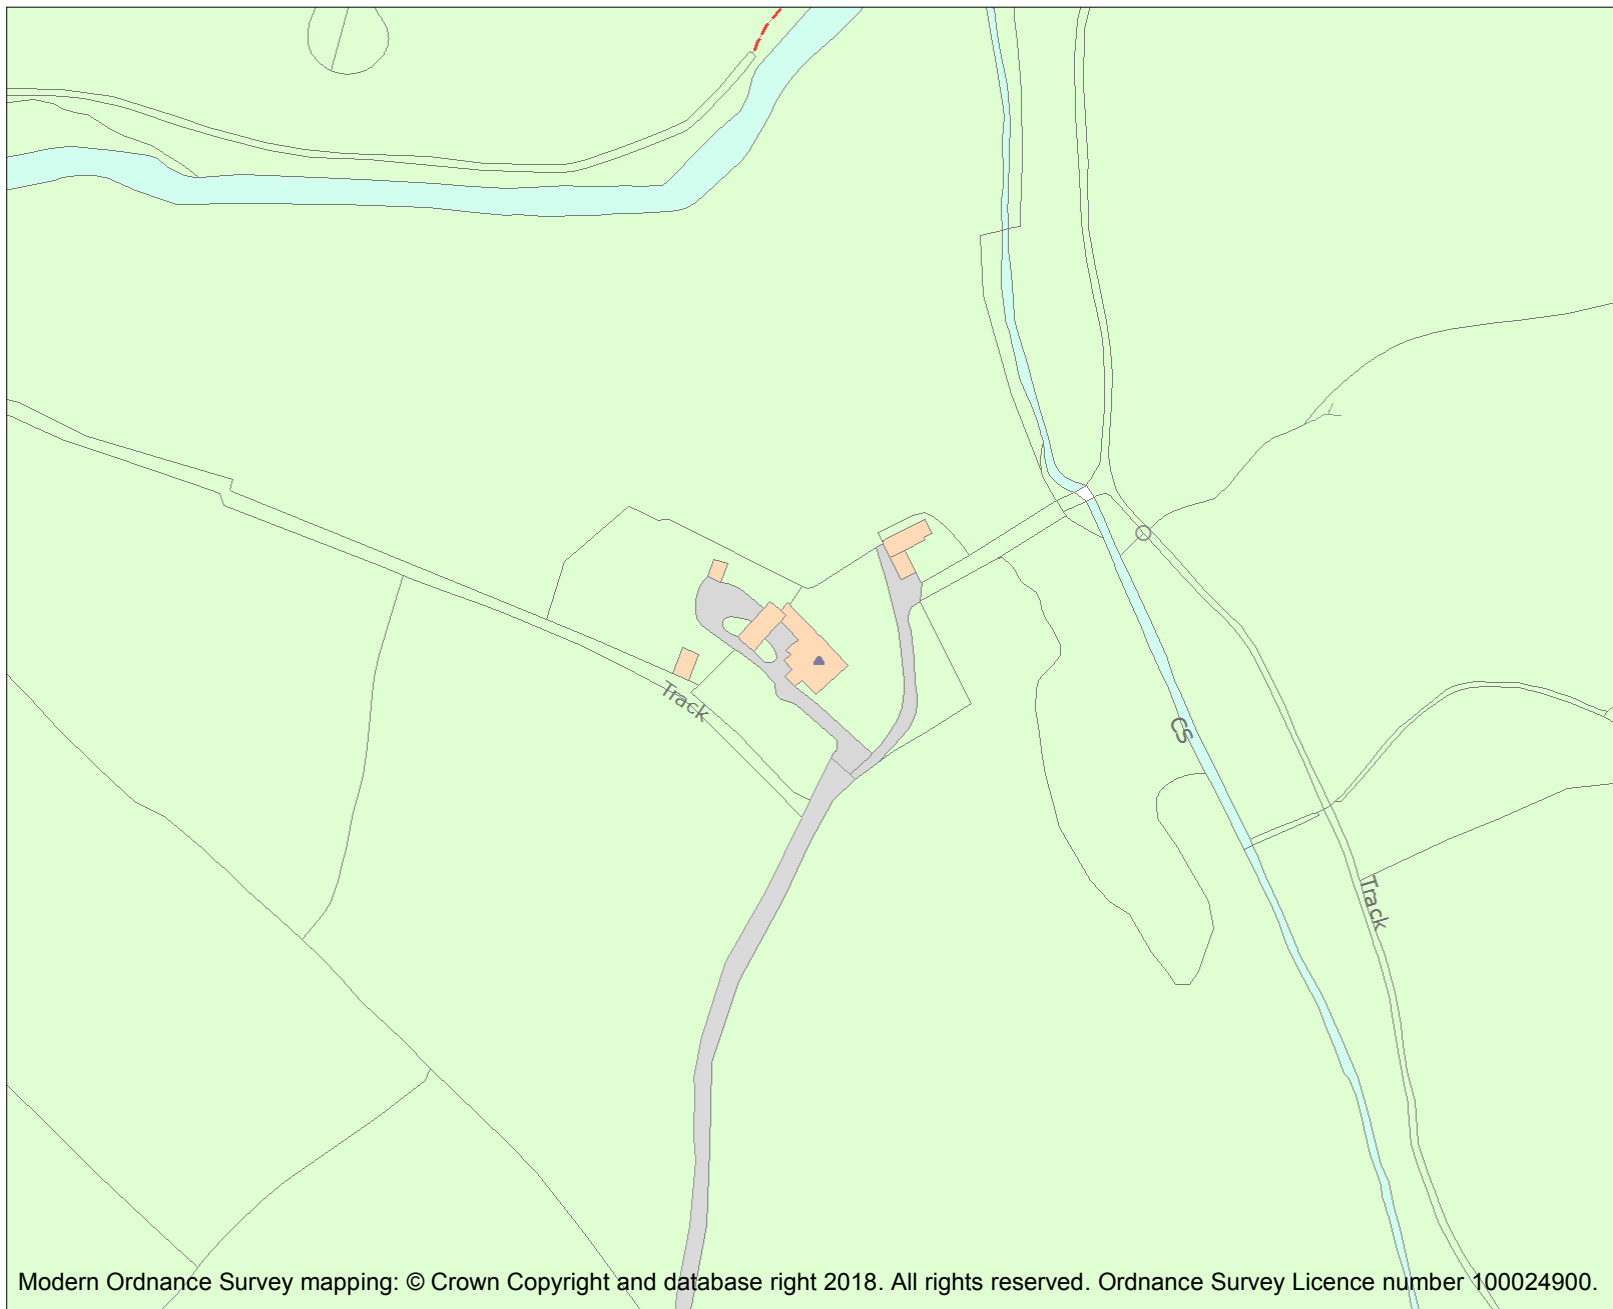 Track
CS
Track
Modern Ordnance Survey mapping: © Crown Copyright and database right 2018. All rights reserved. Ordnance Survey Licence number 100024900.